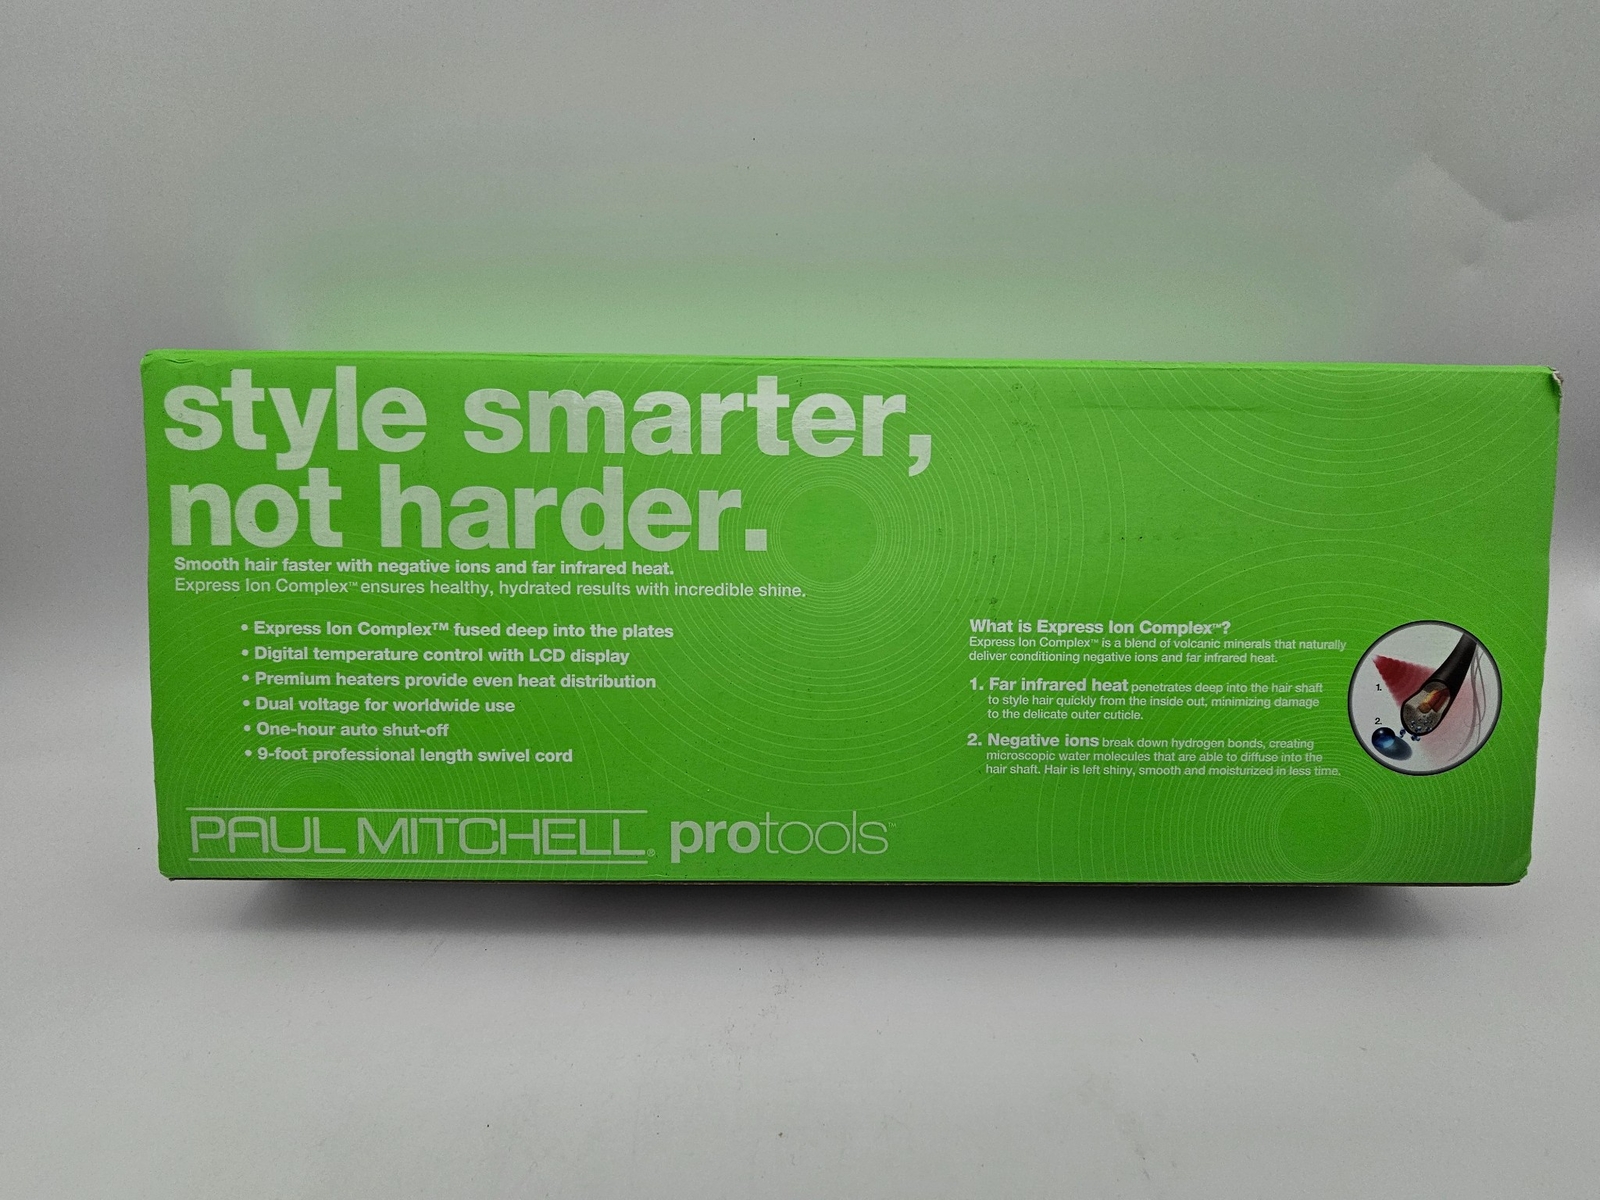 style smarter,
not harder.
Smooth hair faster with negative ions and far infrared heat.
Express Ion Complex™ ensures healthy, hydrated results with incredible shine.
• Express Ion Complex™ fused deep into the plates
• Digital temperature control with LCD display
• Premium heaters provide even heat distribution
• Dual voltage for worldwide use
• One-hour auto shut-off
• 9-foot professional length swivel cord
What is Express Ion Complex™?
Express Ion Complex™ is a blend of volcanic minerals that naturally
deliver conditioning negative ions and far infrared heat.
1. Far infrared heat penetrates deep into the hair shaft
to style hair quickly from the inside out, minimizing damage
to the delicate outer cuticle.
2. Negative ions break down hydrogen bonds, creating
microscopic water molecules that are able to diffuse into the
hair shaft. Hair is left shiny, smooth and moisturized in less time.
1.
2.
PAUL MITCHELL® protools™